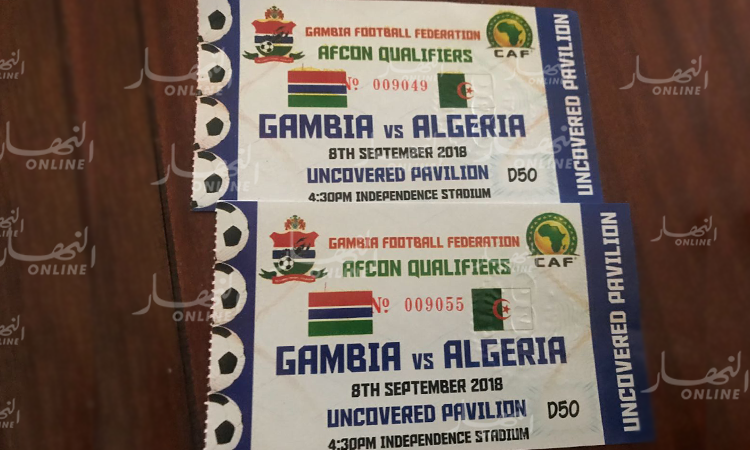 GAMBIA FOOTBALL FEDERATION
AFCON QUALIFIERS
CAF
№ 009049
GAMBIA VS ALGERIA
8TH SEPTEMBER 2018
UNCOVERED PAVILION D50
4:30PM INDEPENDENCE STADIUM
UNCOVERED PAVILION
GAMBIA FOOTBALL FEDERATION
AFCON QUALIFIERS
CAF
№ 009055
GAMBIA VS ALGERIA
8TH SEPTEMBER 2018
UNCOVERED PAVILION D50
4:30PM INDEPENDENCE STADIUM
UNCOVERED PAVILION
النهار
ONLINE